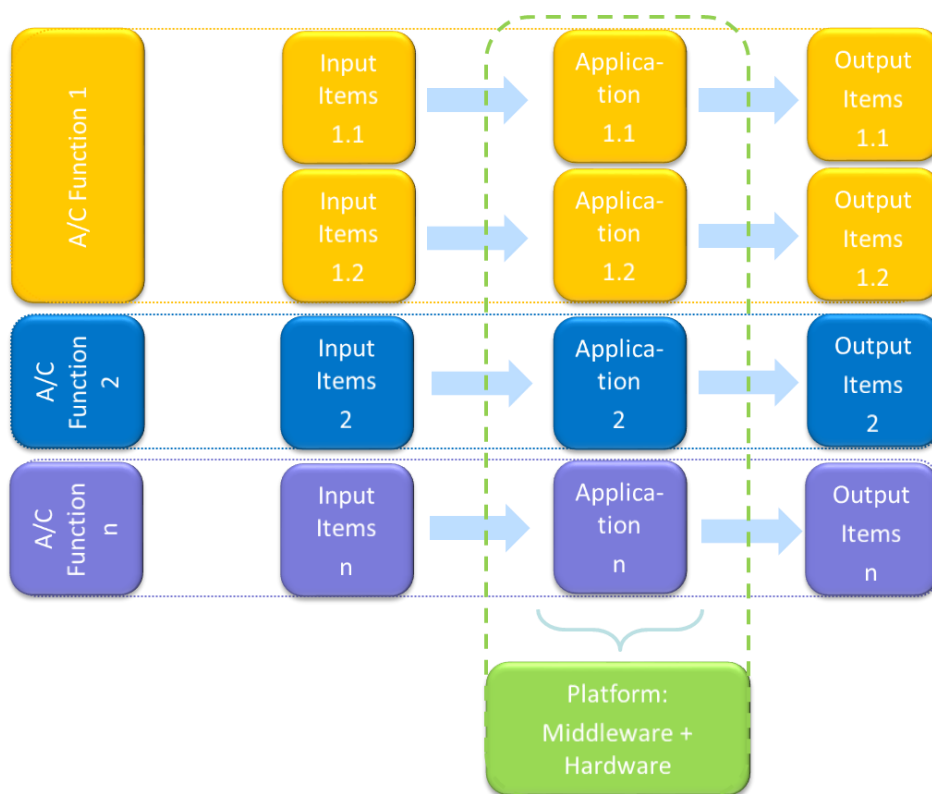 A/C Function 1
Input
Items
1.1
Applica-
tion
1.1
Output
Items
1.1
Input
Items
1.2
Applica-
tion
1.2
Output
Items
1.2
A/C
Function
2
Input
Items
2
Applica-
tion
2
Output
Items
2
A/C
Function
n
Input
Items
n
Applica-
tion
n
Output
Items
n
Platform:
Middleware +
Hardware